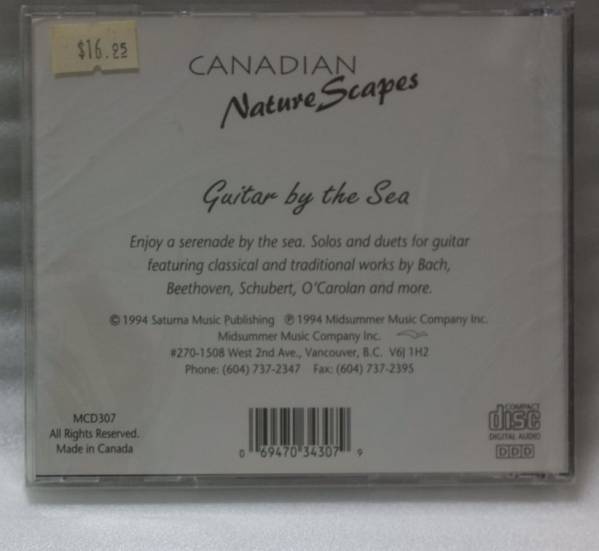 $16.95
CANADIAN
NatureScapes
Guitar by the Sea
Enjoy a serenade by the sea. Solos and duets for guitar
featuring classical and traditional works by Bach,
Beethoven, Schubert, O'Carolan and more.
© 1994 Saturna Music Publishing ℗ 1994 Midsummer Music Company Inc.
Midsummer Music Company Inc.
#270-1508 West 2nd Ave., Vancouver, B.C. V6J 1H2
Phone: (604) 737-2347 Fax: (604) 737-2395
MCD307
All Rights Reserved.
Made in Canada
0 69470 34307 9
COMPACT
disc
DIGITAL AUDIO
DDD